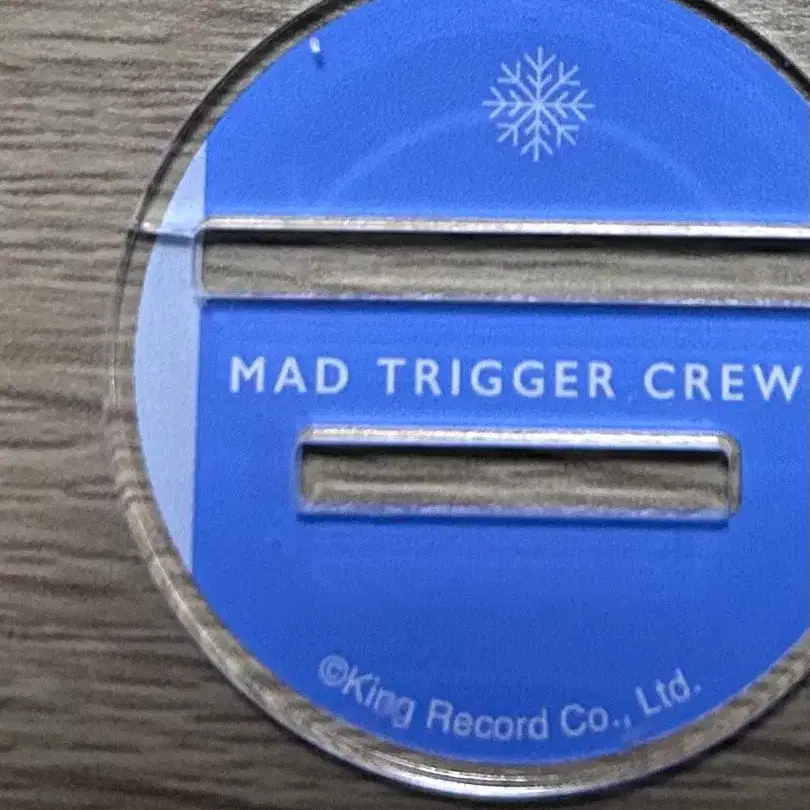 MAD TRIGGER CREW
©King Record Co., Ltd.